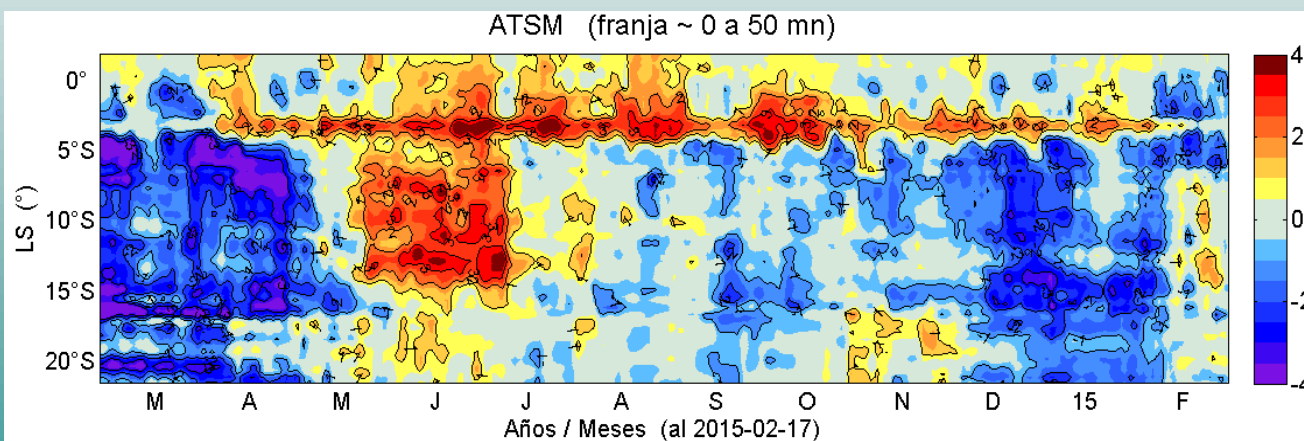 ATSM (franja ~ 0 a 50 mn)
LS (°)
0°
5°S
10°S
15°S
20°S
M A M J J A S O N D 15 F
Años / Meses (al 2015-02-17)
4
2
0
-2
-4